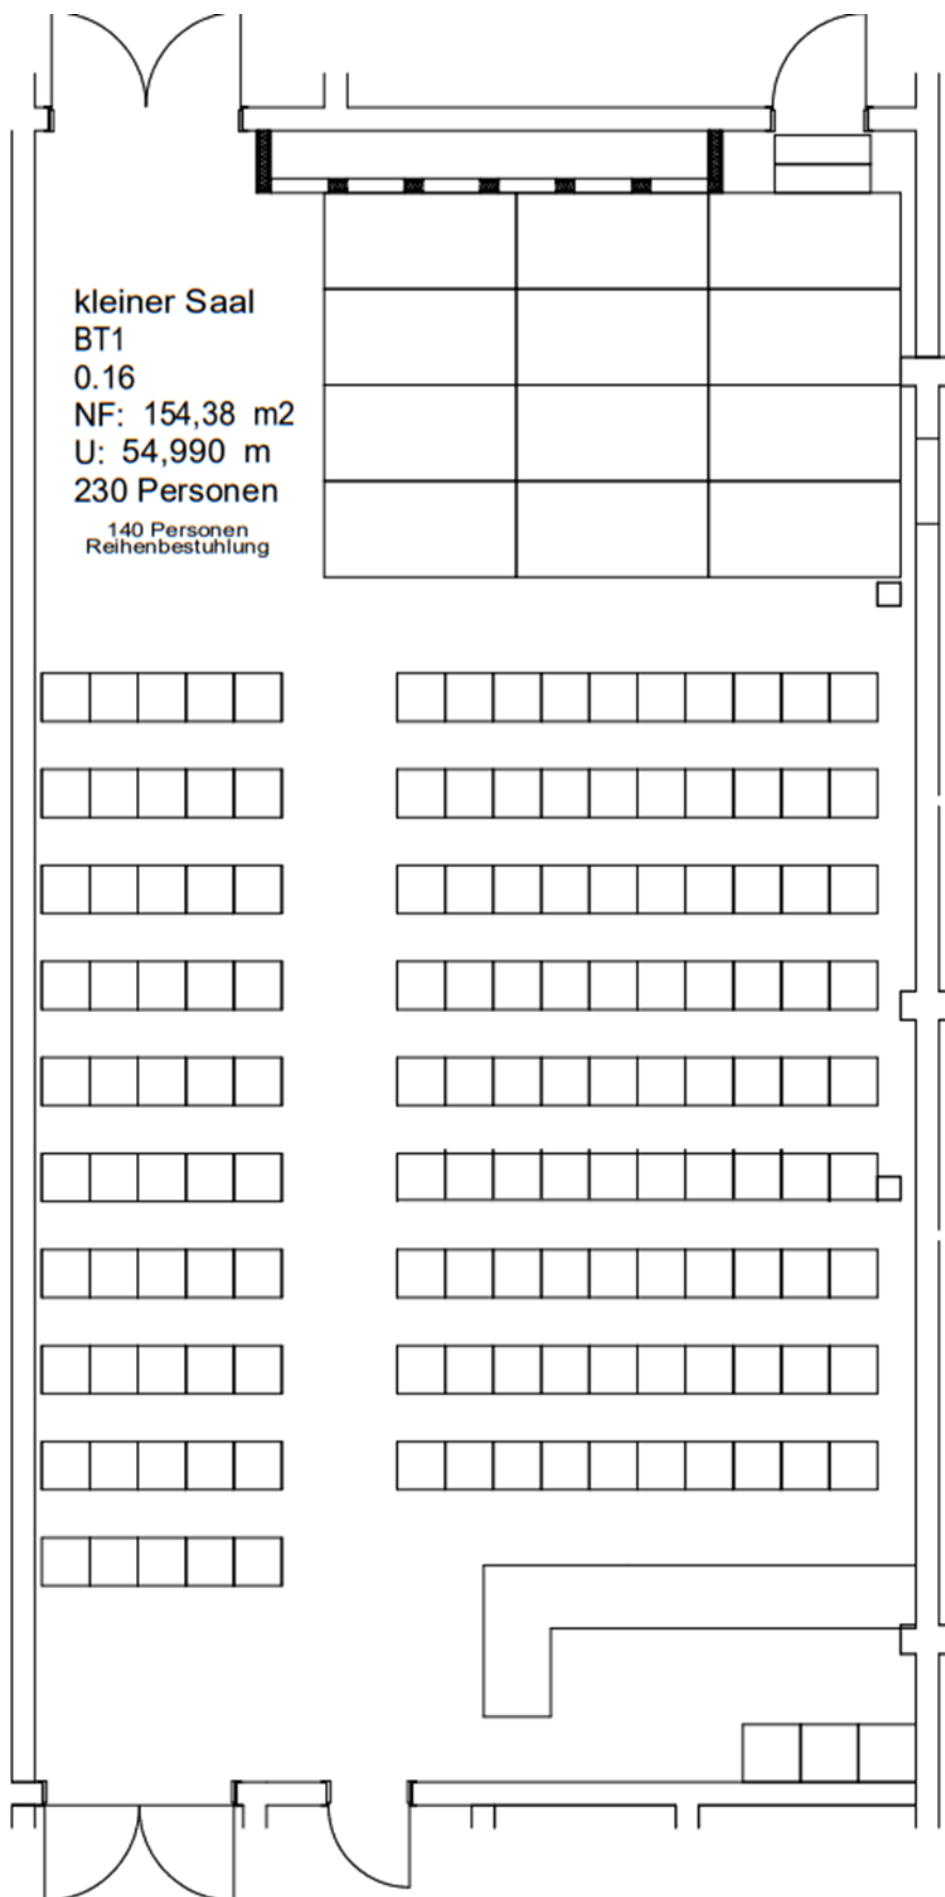 kleiner Saal
BT1
0.16
NF: 154,38 m2
U: 54,990 m
230 Personen
140 Personen
Reihenbestuhlung